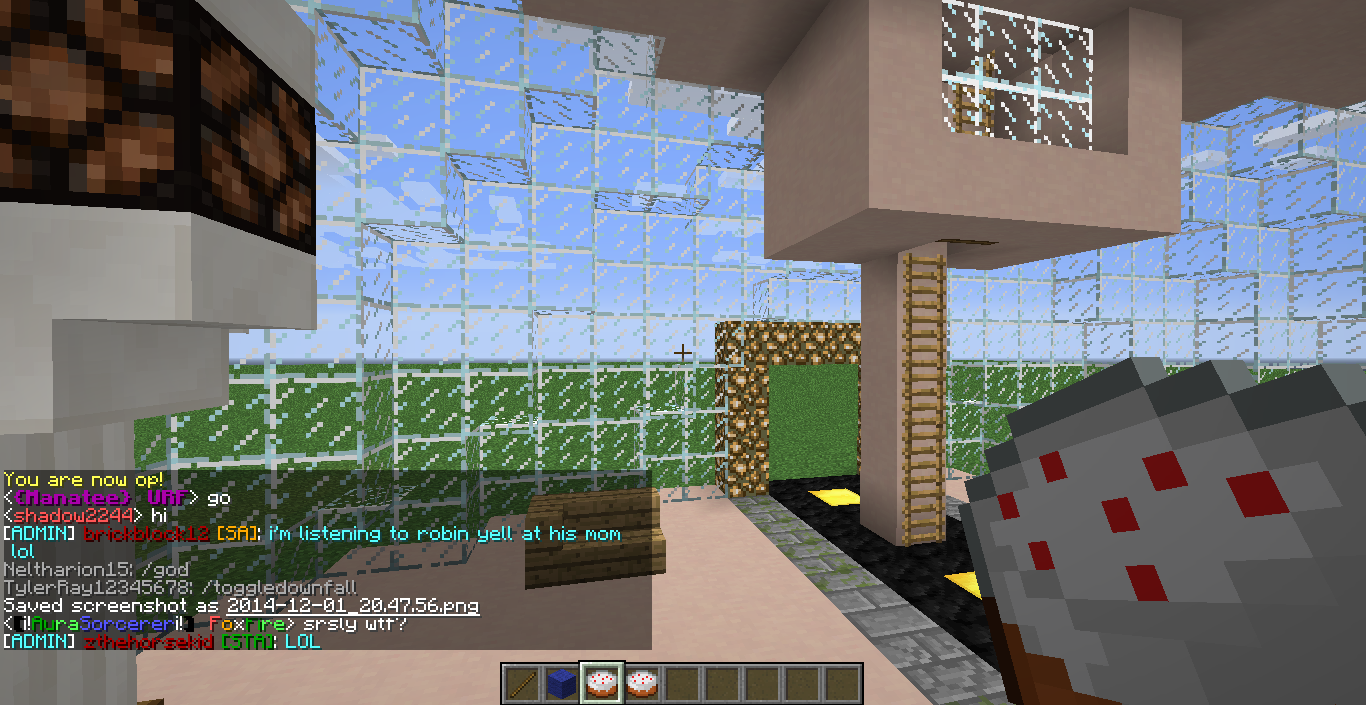 You are now op!
<{Manatee} VRf> go
<shadow2244> hi
[ADMIN] brickblock12 [SA]: i'm listening to robin yell at his mom
lol
Neltharion15: /god
TylerRay12345678: /toggledownfall
Saved screenshot as 2014-12-01_20.47.56.png
!AuraSorcereri! FoxFire> srsly wtf?
[ADMIN] zthehorsekid [STA]: LOL